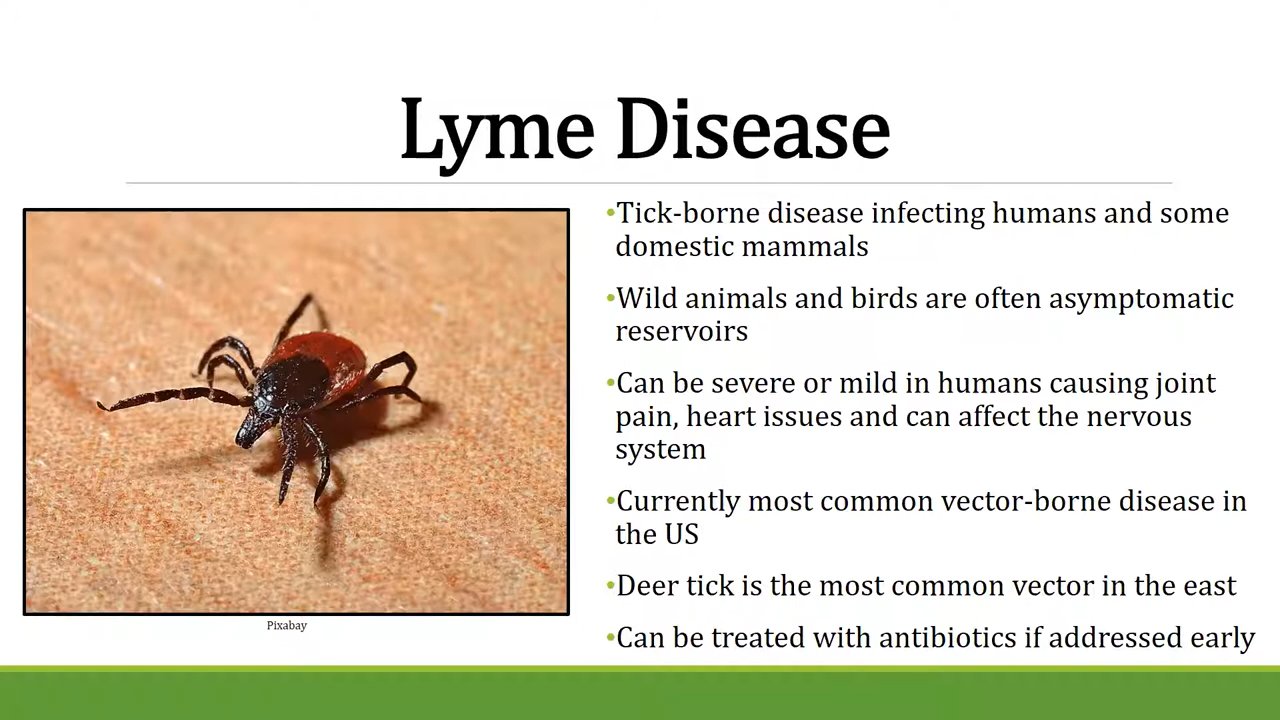 Lyme Disease
•Tick-borne disease infecting humans and some
domestic mammals
•Wild animals and birds are often asymptomatic
reservoirs
•Can be severe or mild in humans causing joint
pain, heart issues and can affect the nervous
system
•Currently most common vector-borne disease in
the US
•Deer tick is the most common vector in the east
•Can be treated with antibiotics if addressed early
Pixabay